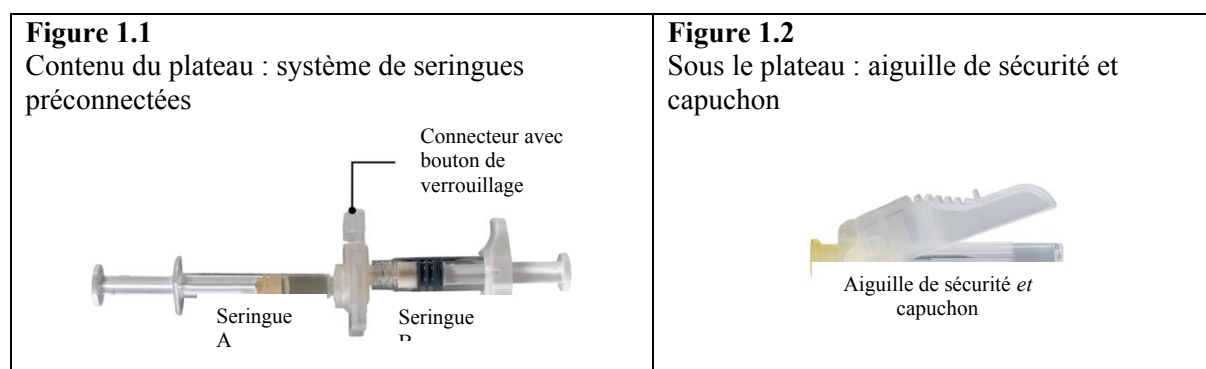 Figure 1.1
Contenu du plateau : système de seringues
préconnectées
Connecteur avec
bouton de
verrouillage
Seringue
A
Seringue
Figure 1.2
Sous le plateau : aiguille de sécurité et
capuchon
Aiguille de sécurité et
capuchon